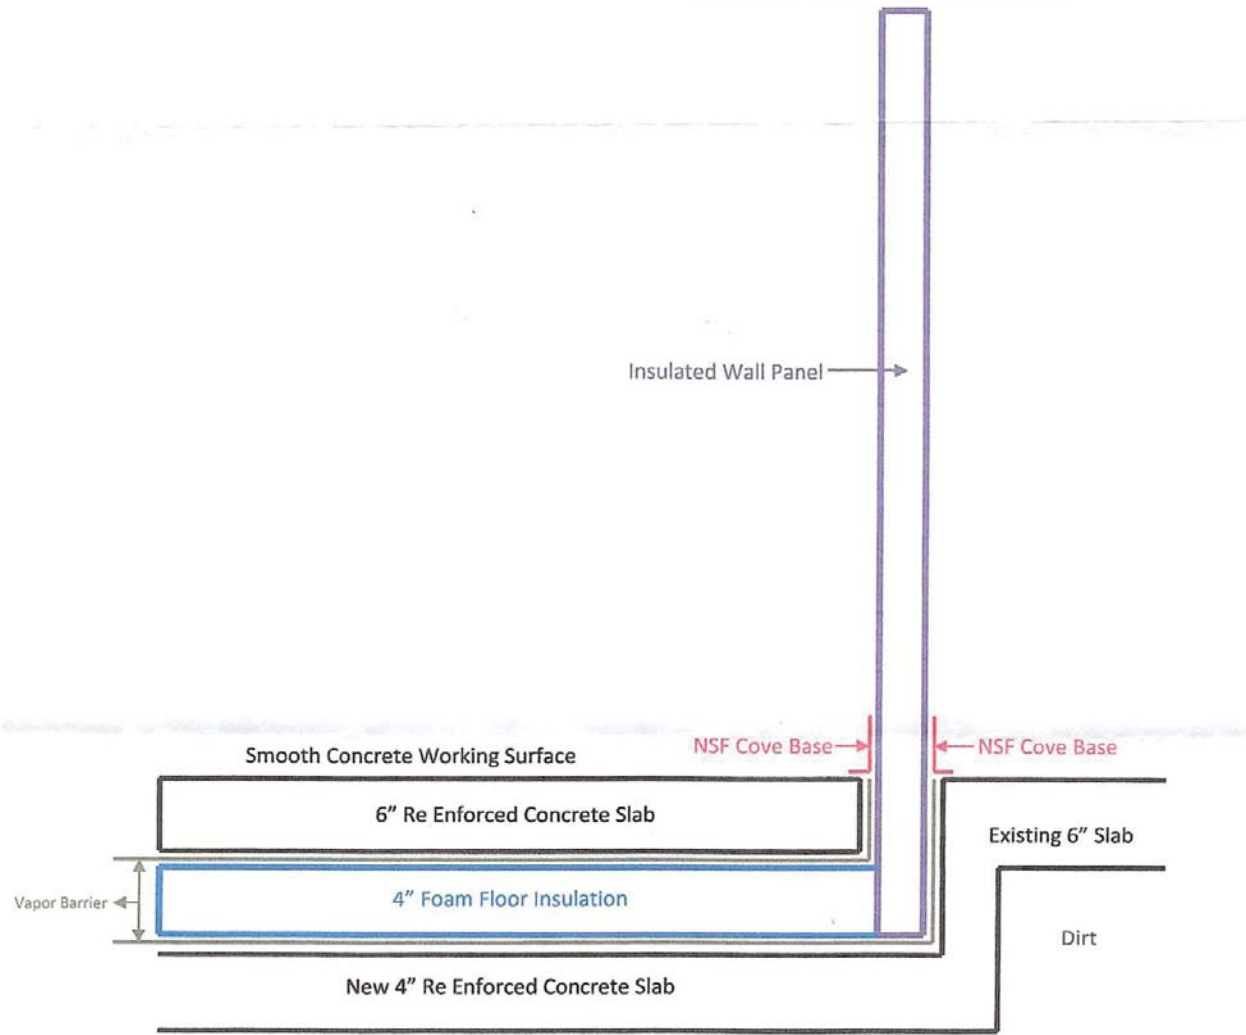 Insulated Wall Panel
NSF Cove Base
NSF Cove Base
Smooth Concrete Working Surface
6” Re Enforced Concrete Slab
Existing 6” Slab
Vapor Barrier
4” Foam Floor Insulation
Dirt
New 4” Re Enforced Concrete Slab